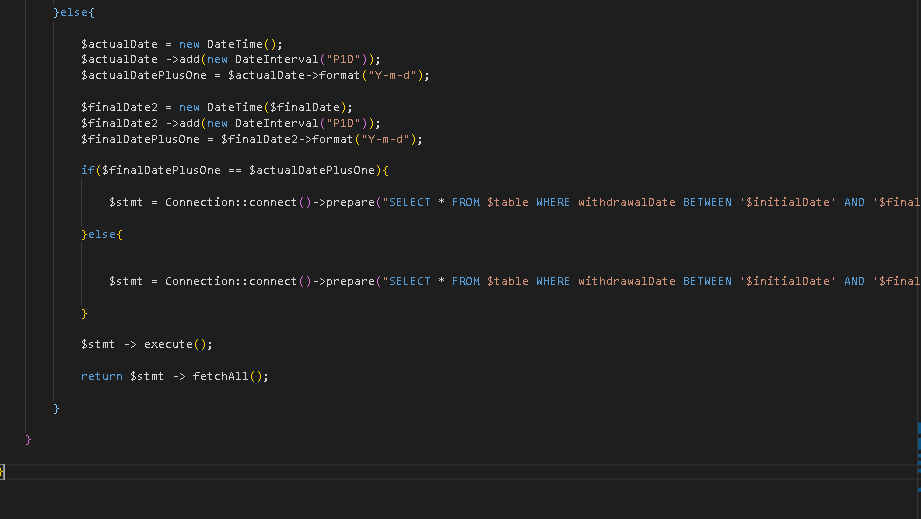 }else{
$actualDate = new DateTime();
$actualDate ->add(new DateInterval("P1D"));
$actualDatePlusOne = $actualDate->format("Y-m-d");
$finalDate2 = new DateTime($finalDate);
$finalDate2 ->add(new DateInterval("P1D"));
$finalDatePlusOne = $finalDate2->format("Y-m-d");
if($finalDatePlusOne == $actualDatePlusOne){
$stmt = Connection::connect()->prepare("SELECT * FROM $table WHERE withdrawalDate BETWEEN '$initialDate' AND '$final
}else{
$stmt = Connection::connect()->prepare("SELECT * FROM $table WHERE withdrawalDate BETWEEN '$initialDate' AND '$final
}
$stmt -> execute();
return $stmt -> fetchAll();
}
}
}